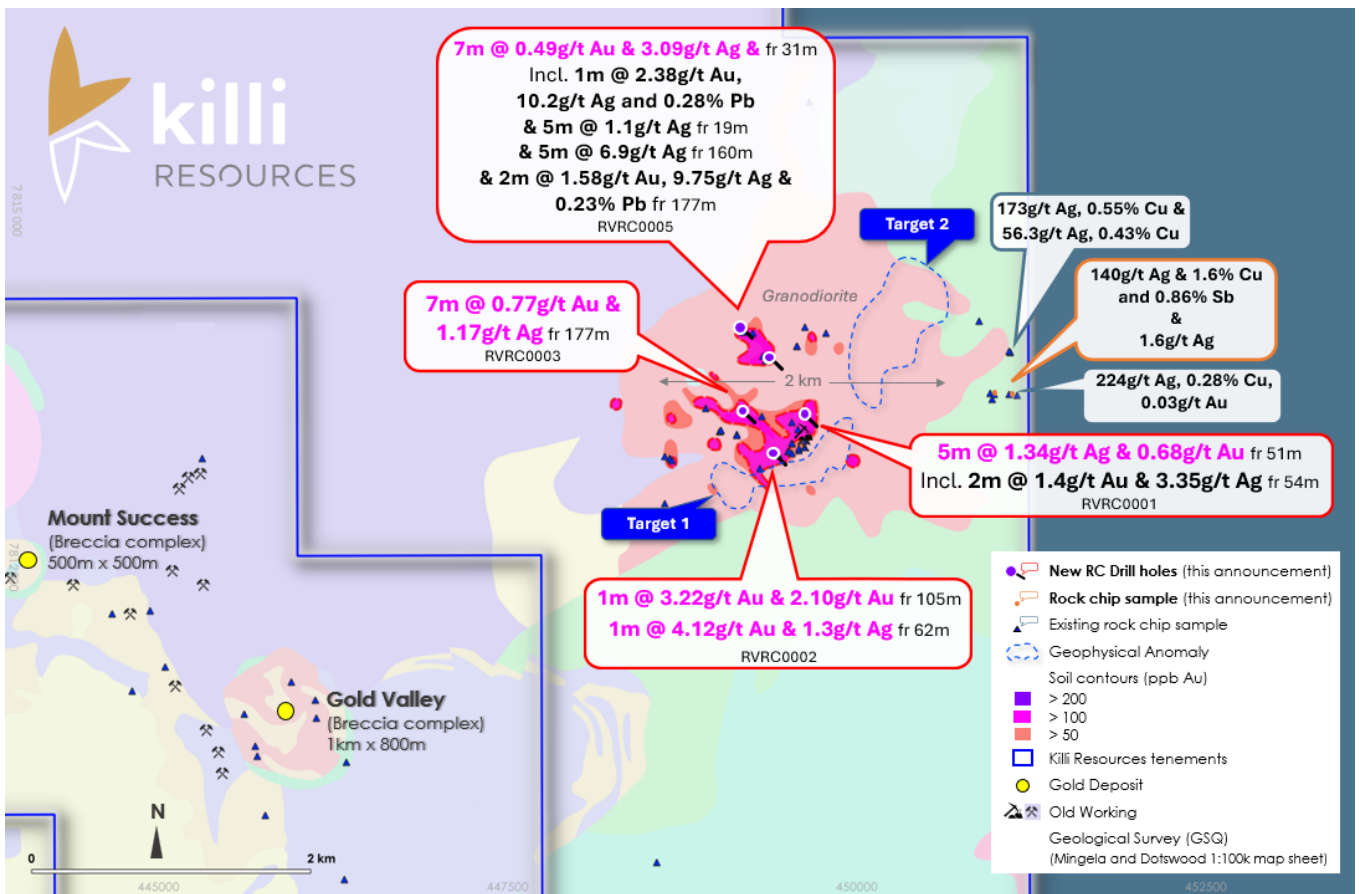 killi
RESOURCES
7m @ 0.49g/t Au & 3.09g/t Ag & fr 31m
Incl. 1m @ 2.38g/t Au,
10.2g/t Ag and 0.28% Pb
& 5m @ 1.1g/t Ag fr 19m
& 5m @ 6.9g/t Ag fr 160m
& 2m @ 1.58g/t Au, 9.75g/t Ag &
0.23% Pb fr 177m
RVRC0005
7815 000
Target 2
173g/t Ag, 0.55% Cu &
56.3g/t Ag, 0.43% Cu
140g/t Ag & 1.6% Cu
and 0.86% Sb
&
1.6g/t Ag
Granodiorite
7m @ 0.77g/t Au &
1.17g/t Ag fr 177m
RVRC0003
2 km
224g/t Ag, 0.28% Cu,
0.03g/t Au
5m @ 1.34g/t Ag & 0.68g/t Au fr 51m
Incl. 2m @ 1.4g/t Au & 3.35g/t Ag fr 54m
RVRC0001
Target 1
Mount Success
(Breccia complex)
500m x 500m
1m @ 3.22g/t Au & 2.10g/t Au fr 105m
1m @ 4.12g/t Au & 1.3g/t Ag fr 62m
RVRC0002
Gold Valley
(Breccia complex)
1km x 800m
New RC Drill holes (this announcement)
Rock chip sample (this announcement)
Existing rock chip sample
Geophysical Anomaly
Soil contours (ppb Au)
> 200
> 100
> 50
Killi Resources tenements
Gold Deposit
Old Working
Geological Survey (GSQ)
(Mingela and Dotswood 1:100k map sheet)
N
0
2 km
445000
447500
450000
452500